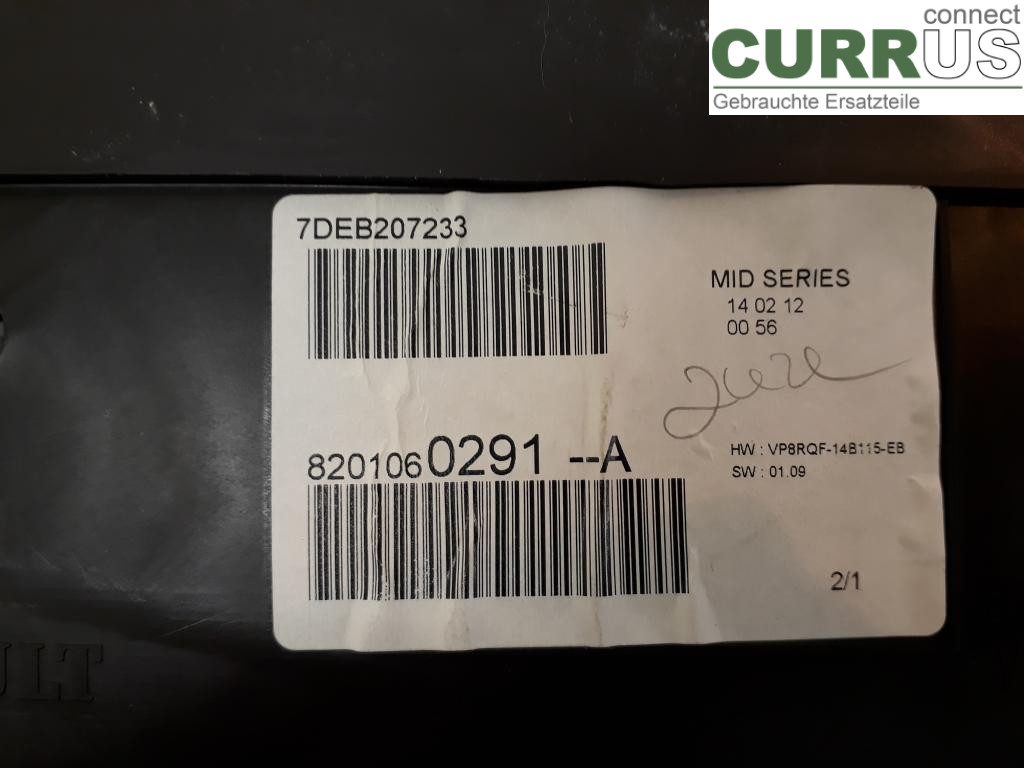 connect
CURRUS
Gebrauchte Ersatzteile
7DEB207233
MID SERIES
14 02 12
00 56
8201060291 --A
HW : VP8RQF-14B115-EB
SW : 01.09
2/1
ULT